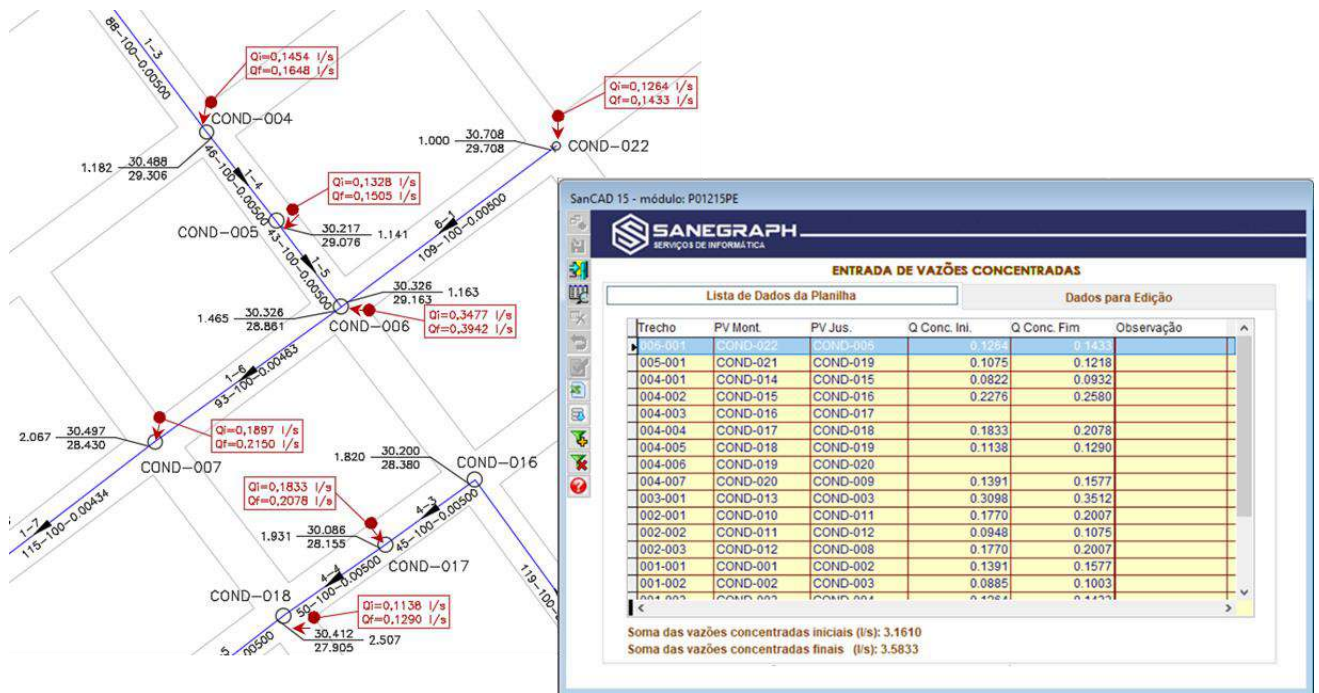 1-3
88-100-0.00500
Qi=0,1454 l/s
Qf=0,1648 l/s
COND-004
1.182 30.488
29.306
46-100-0.00500
1-4
Qi=0,1264 l/s
Qf=0,1433 l/s
1.000 30.708
29.708
COND-022
Qi=0,1328 l/s
Qf=0,1505 l/s
COND-005
30.217 1.141
29.076
43-100-0.00500
1-5
6-1
109-100-0.00500
30.326 1.163
29.163
1.465 30.326
28.861
COND-006
Qi=0,3477 l/s
Qf=0,3942 l/s
1-6
93-100-0.00463
Qi=0,1897 l/s
Qf=0,2150 l/s
2.067 30.497
28.430
COND-007
1-7
115-100-0.00434
1.820 30.200
28.380
COND-016
Qi=0,1833 l/s
Qf=0,2078 l/s
4-3
45-100-0.00500
1.931 30.086
28.155
COND-017
119-100
4-4
50-100-0.00500
COND-018
Qi=0,1138 l/s
Qf=0,1290 l/s
30.412 2.507
27.905
00500
SanCAD 15 - módulo: P01215PE
SANEGRAPH
SERVIÇOS DE INFORMÁTICA
ENTRADA DE VAZÕES CONCENTRADAS
Lista de Dados da Planilha Dados para Edição
Trecho PV Mont. PV Jus. Q Conc. Ini. Q Conc. Fim Observação
006-001 COND-022 COND-006 0.1264 0.1433
005-001 COND-021 COND-019 0.1075 0.1218
004-001 COND-014 COND-015 0.0822 0.0932
004-002 COND-015 COND-016 0.2276 0.2580
004-003 COND-016 COND-017
004-004 COND-017 COND-018 0.1833 0.2078
004-005 COND-018 COND-019 0.1138 0.1290
004-006 COND-019 COND-020
004-007 COND-020 COND-009 0.1391 0.1577
003-001 COND-013 COND-003 0.3098 0.3512
002-001 COND-010 COND-011 0.1770 0.2007
002-002 COND-011 COND-012 0.0948 0.1075
002-003 COND-012 COND-008 0.1770 0.2007
001-001 COND-001 COND-002 0.1391 0.1577
001-002 COND-002 COND-003 0.0885 0.1003
001-003 COND-003 COND-004 0.1264 0.1433
Soma das vazões concentradas iniciais (l/s): 3.1610
Soma das vazões concentradas finais (l/s): 3.5833